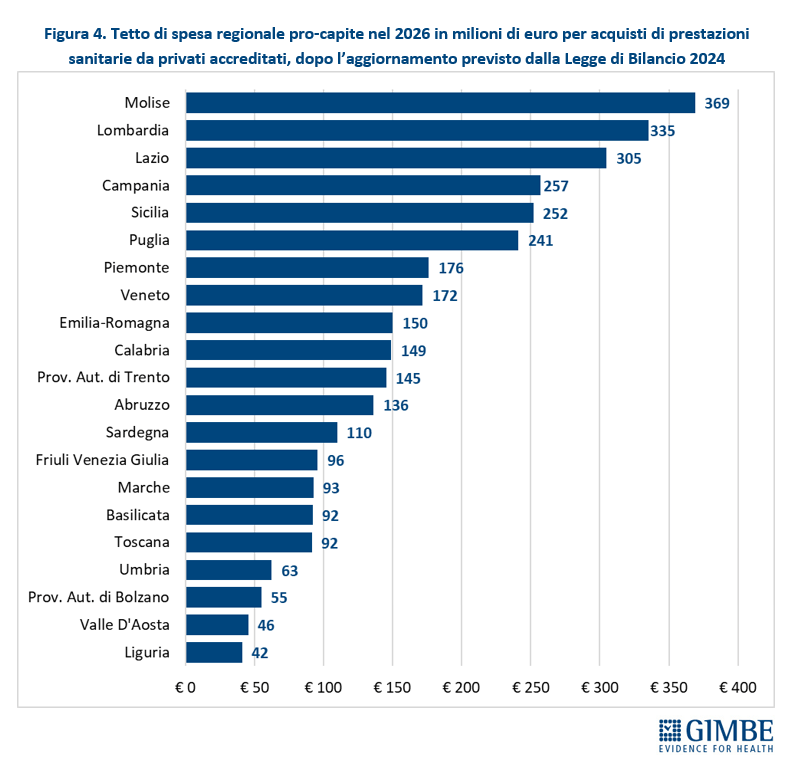 Figura 4. Tetto di spesa regionale pro-capite nel 2026 in milioni di euro per acquisti di prestazioni
sanitarie da privati accreditati, dopo l’aggiornamento previsto dalla Legge di Bilancio 2024
Molise 369
Lombardia 335
Lazio 305
Campania 257
Sicilia 252
Puglia 241
Piemonte 176
Veneto 172
Emilia-Romagna 150
Calabria 149
Prov. Aut. di Trento 145
Abruzzo 136
Sardegna 110
Friuli Venezia Giulia 96
Marche 93
Basilicata 92
Toscana 92
Umbria 63
Prov. Aut. di Bolzano 55
Valle D'Aosta 46
Liguria 42
€ 0 € 50 € 100 € 150 € 200 € 250 € 300 € 350 € 400
GIMBE
EVIDENCE FOR HEALTH